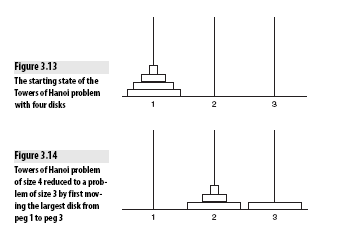 Figure 3.13
The starting state of the
Towers of Hanoi problem
with four disks
1 2 3
Figure 3.14
Towers of Hanoi problem
of size 4 reduced to a prob-
lem of size 3 by first mov-
ing the largest disk from
peg 1 to peg 3
1 2 3